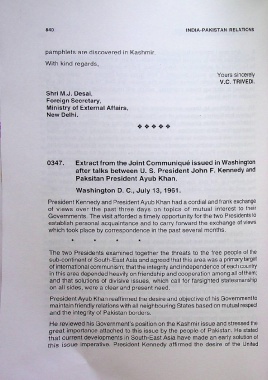 840 INDIA-PAKISTAN RELATIONS
pamphlets are discovered in Kashmir.
With kind regards,
Yours sincerely
V.C. TRIVEDI.
Shri M.J. Desai,
Foreign Secretary,
Ministry of External Affairs,
New Delhi.
❖ ❖ ❖ ❖ ❖
0347. Extract from the Joint Communiqué issued in Washington
after talks between U. S. President John F. Kennedy and
Paksitan President Ayub Khan.
Washington D. C., July 13, 1961.
President Kennedy and President Ayub Khan had a cordial and frank exchange
of views over the past three days on topics of mutual interest to their
Governments. The visit afforded a timely opportunity for the two Presidents to
establish personal acquaintance and to carry forward the exchange of views
which took place by correspondence in the past several months.
* * * *
The two Presidents examined together the threats to the free people of the
sub-continent of South-East Asia and agreed that this area was a primary target
of international communism; that the integrity and independence of each country
in this area depended heavily on friendship and cooperation among all of them;
and that solutions of divisive issues, which call for farsighted statesmanship
on all sides, were a clear and present need.
President Ayub Khan reaffirmed the desire and objective of his Government to
maintain friendly relations with all neighbouring States based on mutual respect
and the integrity of Pakistan borders.
He reviewed his Government's position on the Kashmir issue and stressed the
great importance attached to this issue by the people of Pakistan. He stated
that current developments in South-East Asia have made an early solution of
this issue imperative. President Kennedy affirmed the desire of the United